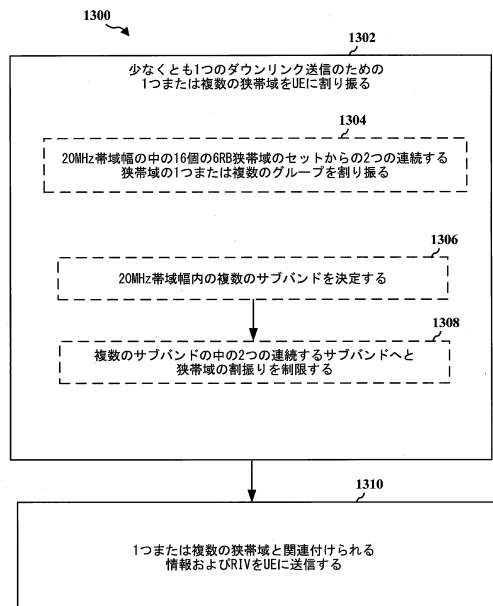 1300
1302
少なくとも1つのダウンリンク送信のための
1つまたは複数の狭帯域をUEに割り振る
1304
20MHz帯域幅の中の16個の6RB狭帯域のセットからの2つの連続する
狭帯域の1つまたは複数のグループを割り振る
1306
20MHz帯域幅内の複数のサブバンドを決定する
1308
複数のサブバンドの中の2つの連続するサブバンドへと
狭帯域の割振りを制限する
1310
1つまたは複数の狭帯域と関連付けられる
情報およびRIVをUEに送信する